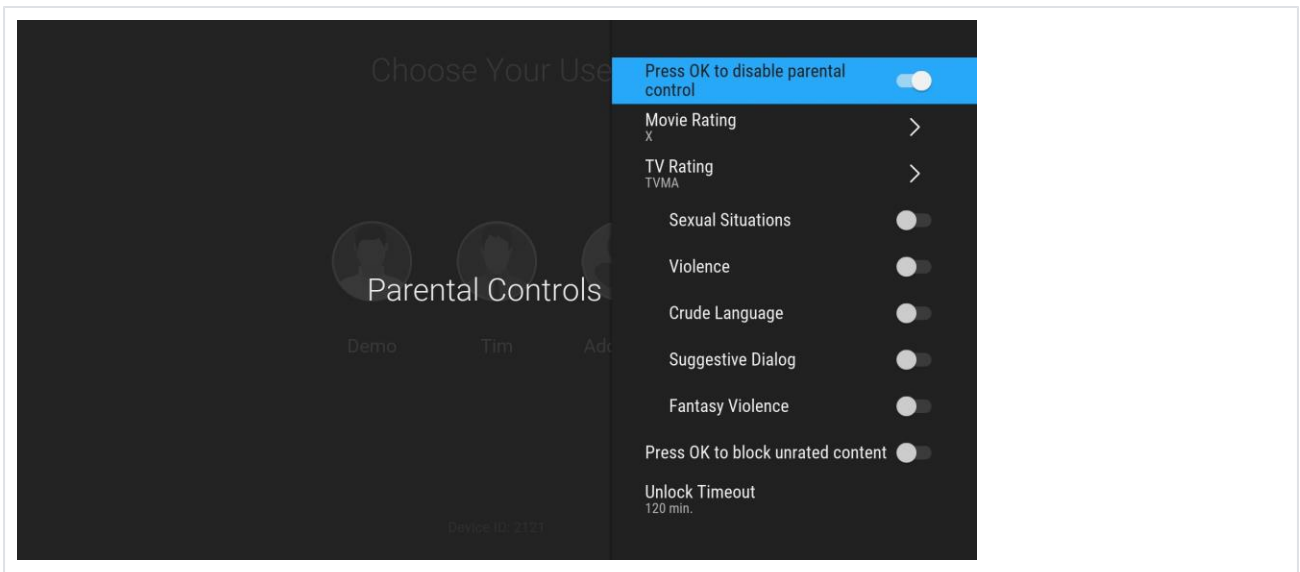 Choose Your Use
Press OK to disable parental
control
Movie Rating
X
TV Rating
TVMA
Sexual Situations
Violence
Parental Controls
Crude Language
Demo
Tim
Add
Suggestive Dialog
Fantasy Violence
Press OK to block unrated content
Unlock Timeout
120 min.
Device ID: 2121